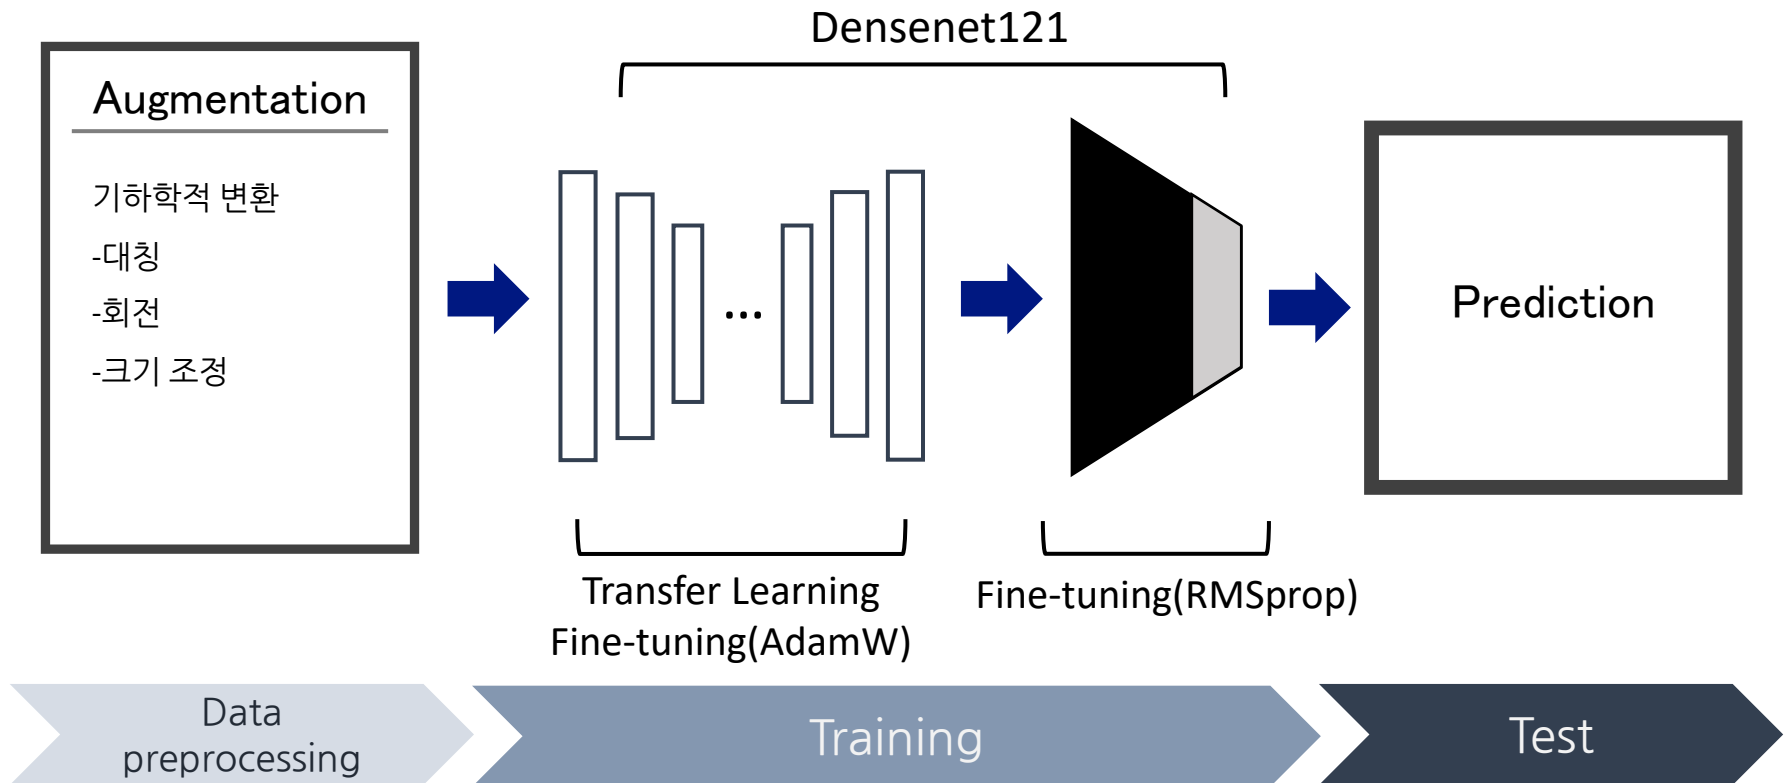 Densenet121
Augmentation
기하학적 변환
-대칭
-회전
-크기 조정
...
Prediction
Transfer Learning
Fine-tuning(AdamW)
Fine-tuning(RMSprop)
Data
preprocessing
Training
Test